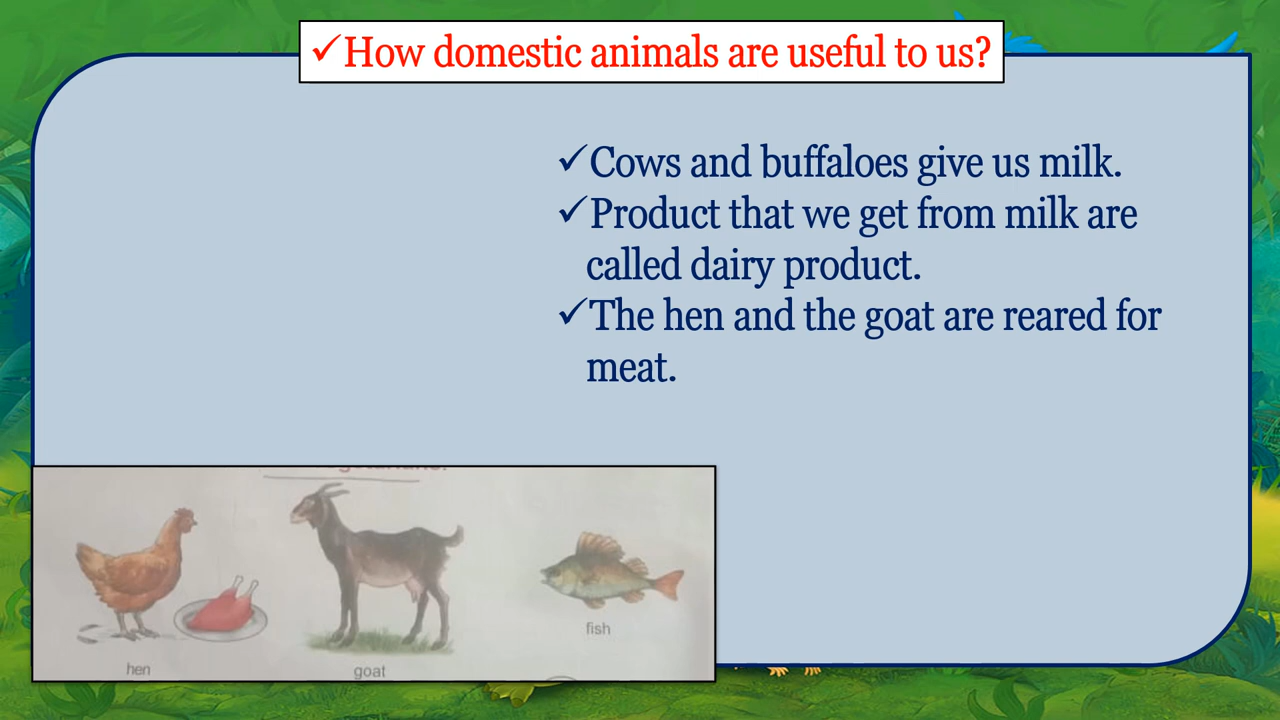 ✓How domestic animals are useful to us?
✓Cows and buffaloes give us milk.
✓Product that we get from milk are
called dairy product.
✓The hen and the goat are reared for
meat.
fish
hen
goat